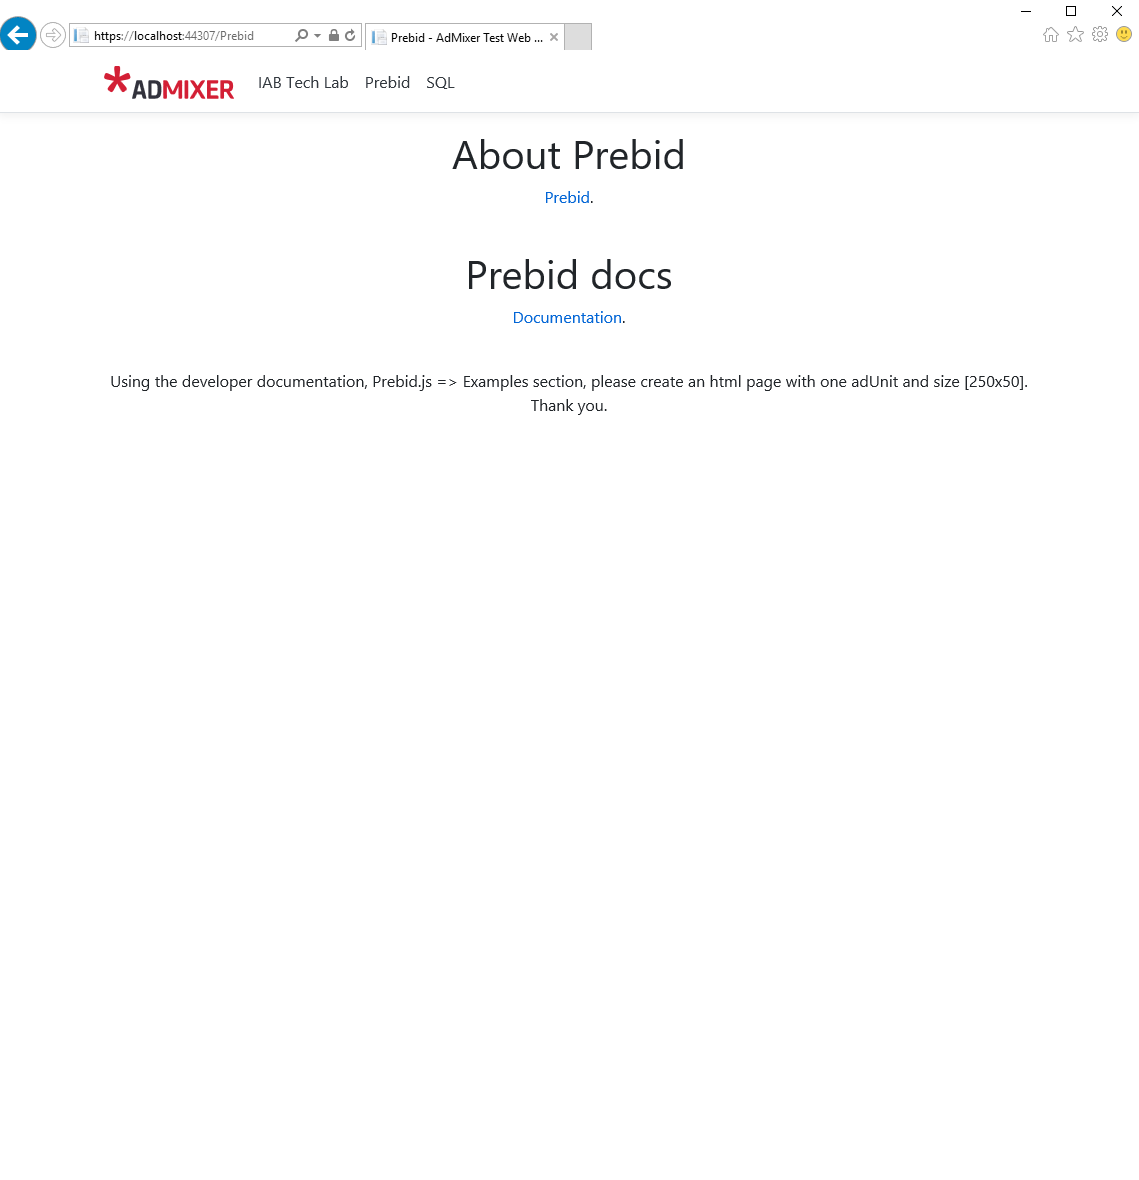 https://localhost:44307/Prebid
Prebid - AdMixer Test Web ...
ADMIXER
IAB Tech Lab
Prebid
SQL
About Prebid
Prebid.
Prebid docs
Documentation.
Using the developer documentation, Prebid.js => Examples section, please create an html page with one adUnit and size [250x50].
Thank you.